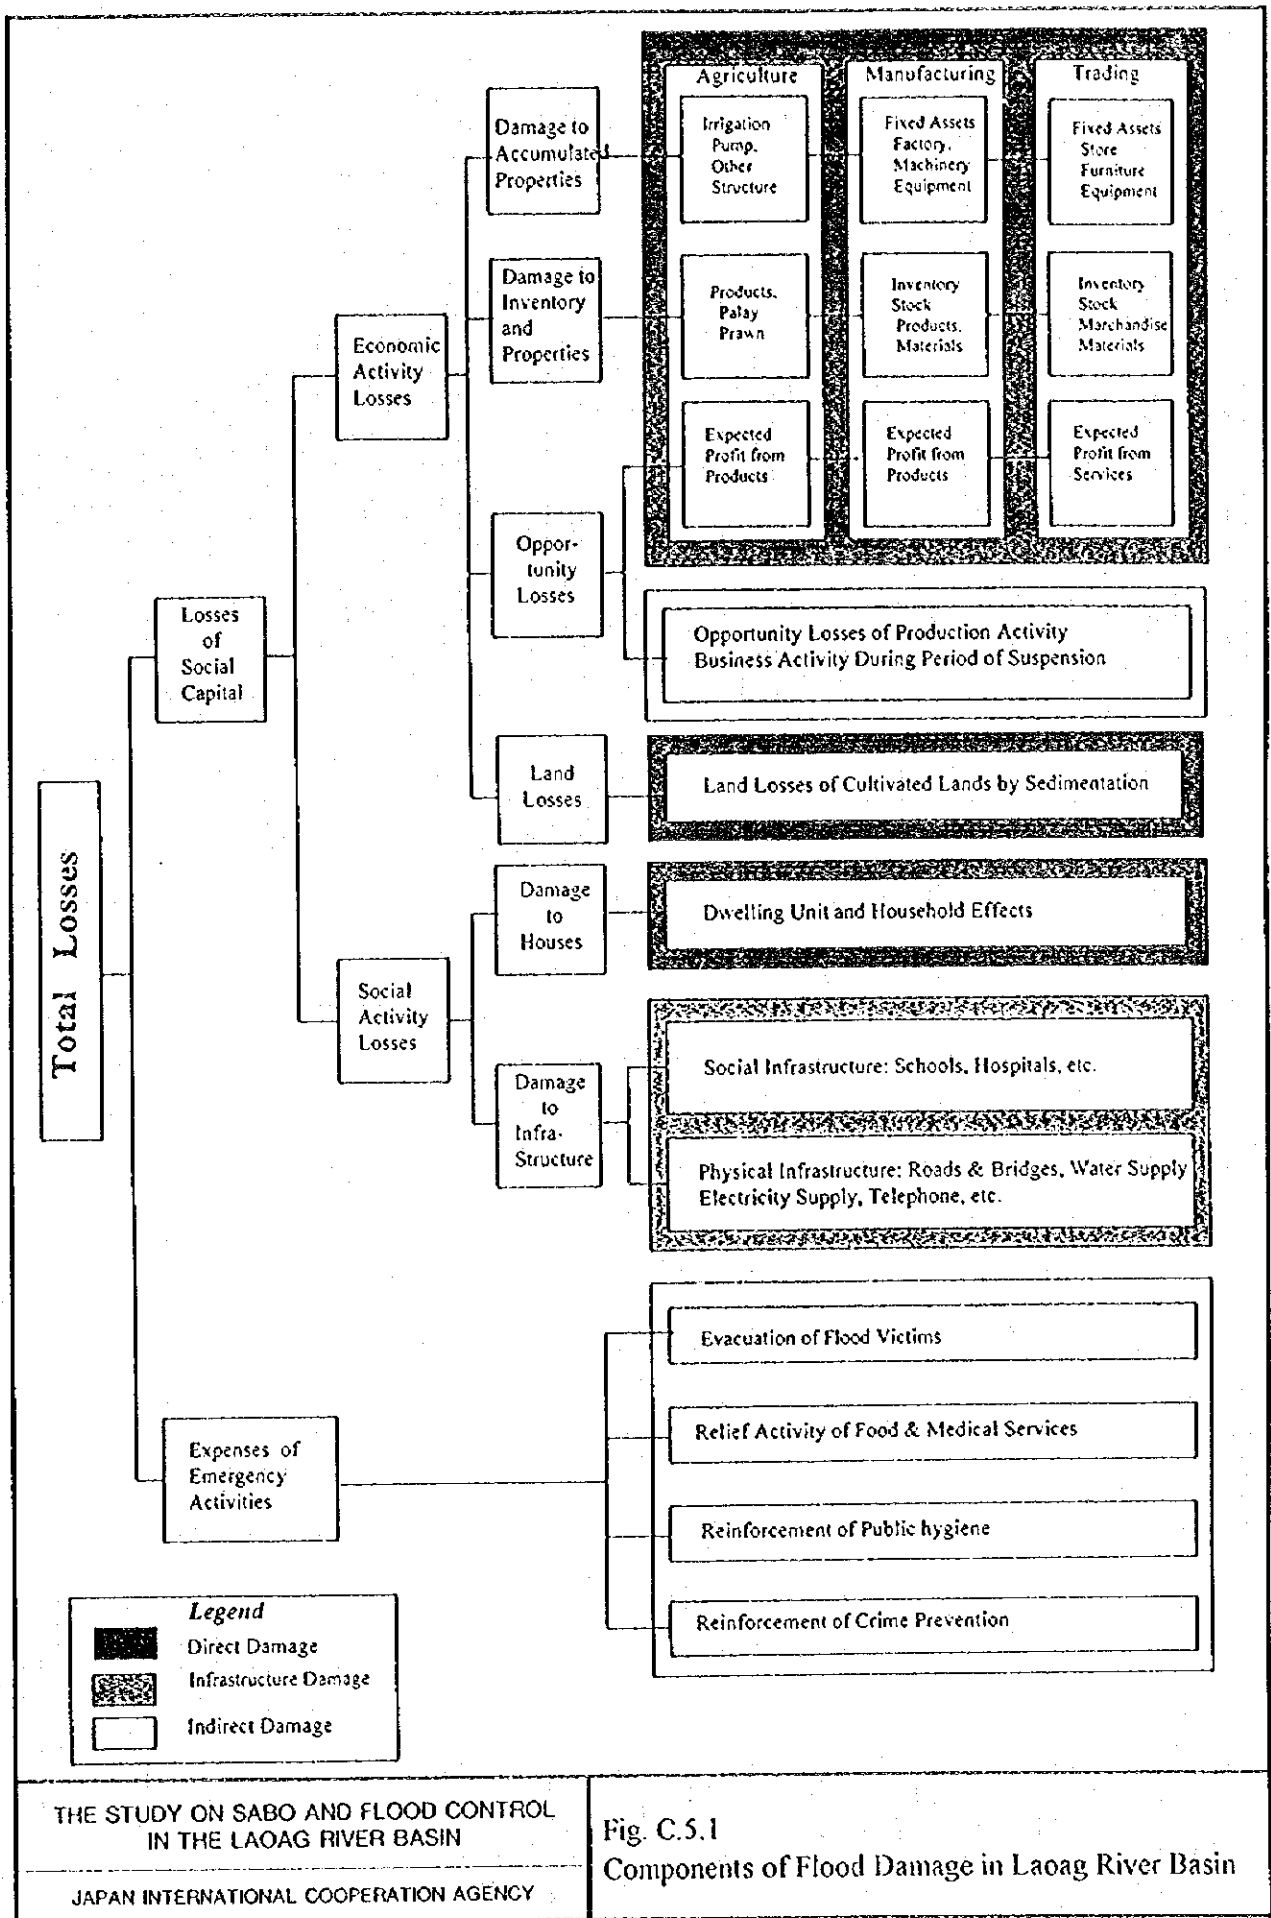 Agriculture
Manufacturing
Trading
Damage to
Accumulated
Properties
Irrigation
Pump,
Other
Structure
Fixed Assets
Factory,
Machinery
Equipment
Fixed Assets
Store
Furniture
Equipment
Damage to
Inventory
and
Properties
Products,
Palay
Prawn
Inventory
Stock
Products,
Materials
Inventory
Stock
Marchandise
Materials
Economic
Activity
Losses
Expected
Profit from
Products
Expected
Profit from
Products
Expected
Profit from
Services
Oppor-
tunity
Losses
Opportunity Losses of Production Activity
Business Activity During Period of Suspension
Losses
of
Social
Capital
Land
Losses
Land Losses of Cultivated Lands by Sedimentation
Total Losses
Damage
to
Houses
Dwelling Unit and Household Effects
Social
Activity
Losses
Damage
to
Infra-
Structure
Social Infrastructure: Schools, Hospitals, etc.
Physical Infrastructure: Roads & Bridges, Water Supply
Electricity Supply, Telephone, etc.
Expenses of
Emergency
Activities
Evacuation of Flood Victims
Relief Activity of Food & Medical Services
Reinforcement of Public hygiene
Reinforcement of Crime Prevention
Legend
Direct Damage
Infrastructure Damage
Indirect Damage
THE STUDY ON SABO AND FLOOD CONTROL
IN THE LAOAG RIVER BASIN
JAPAN INTERNATIONAL COOPERATION AGENCY
Fig. C.5.1
Components of Flood Damage in Laoag River Basin